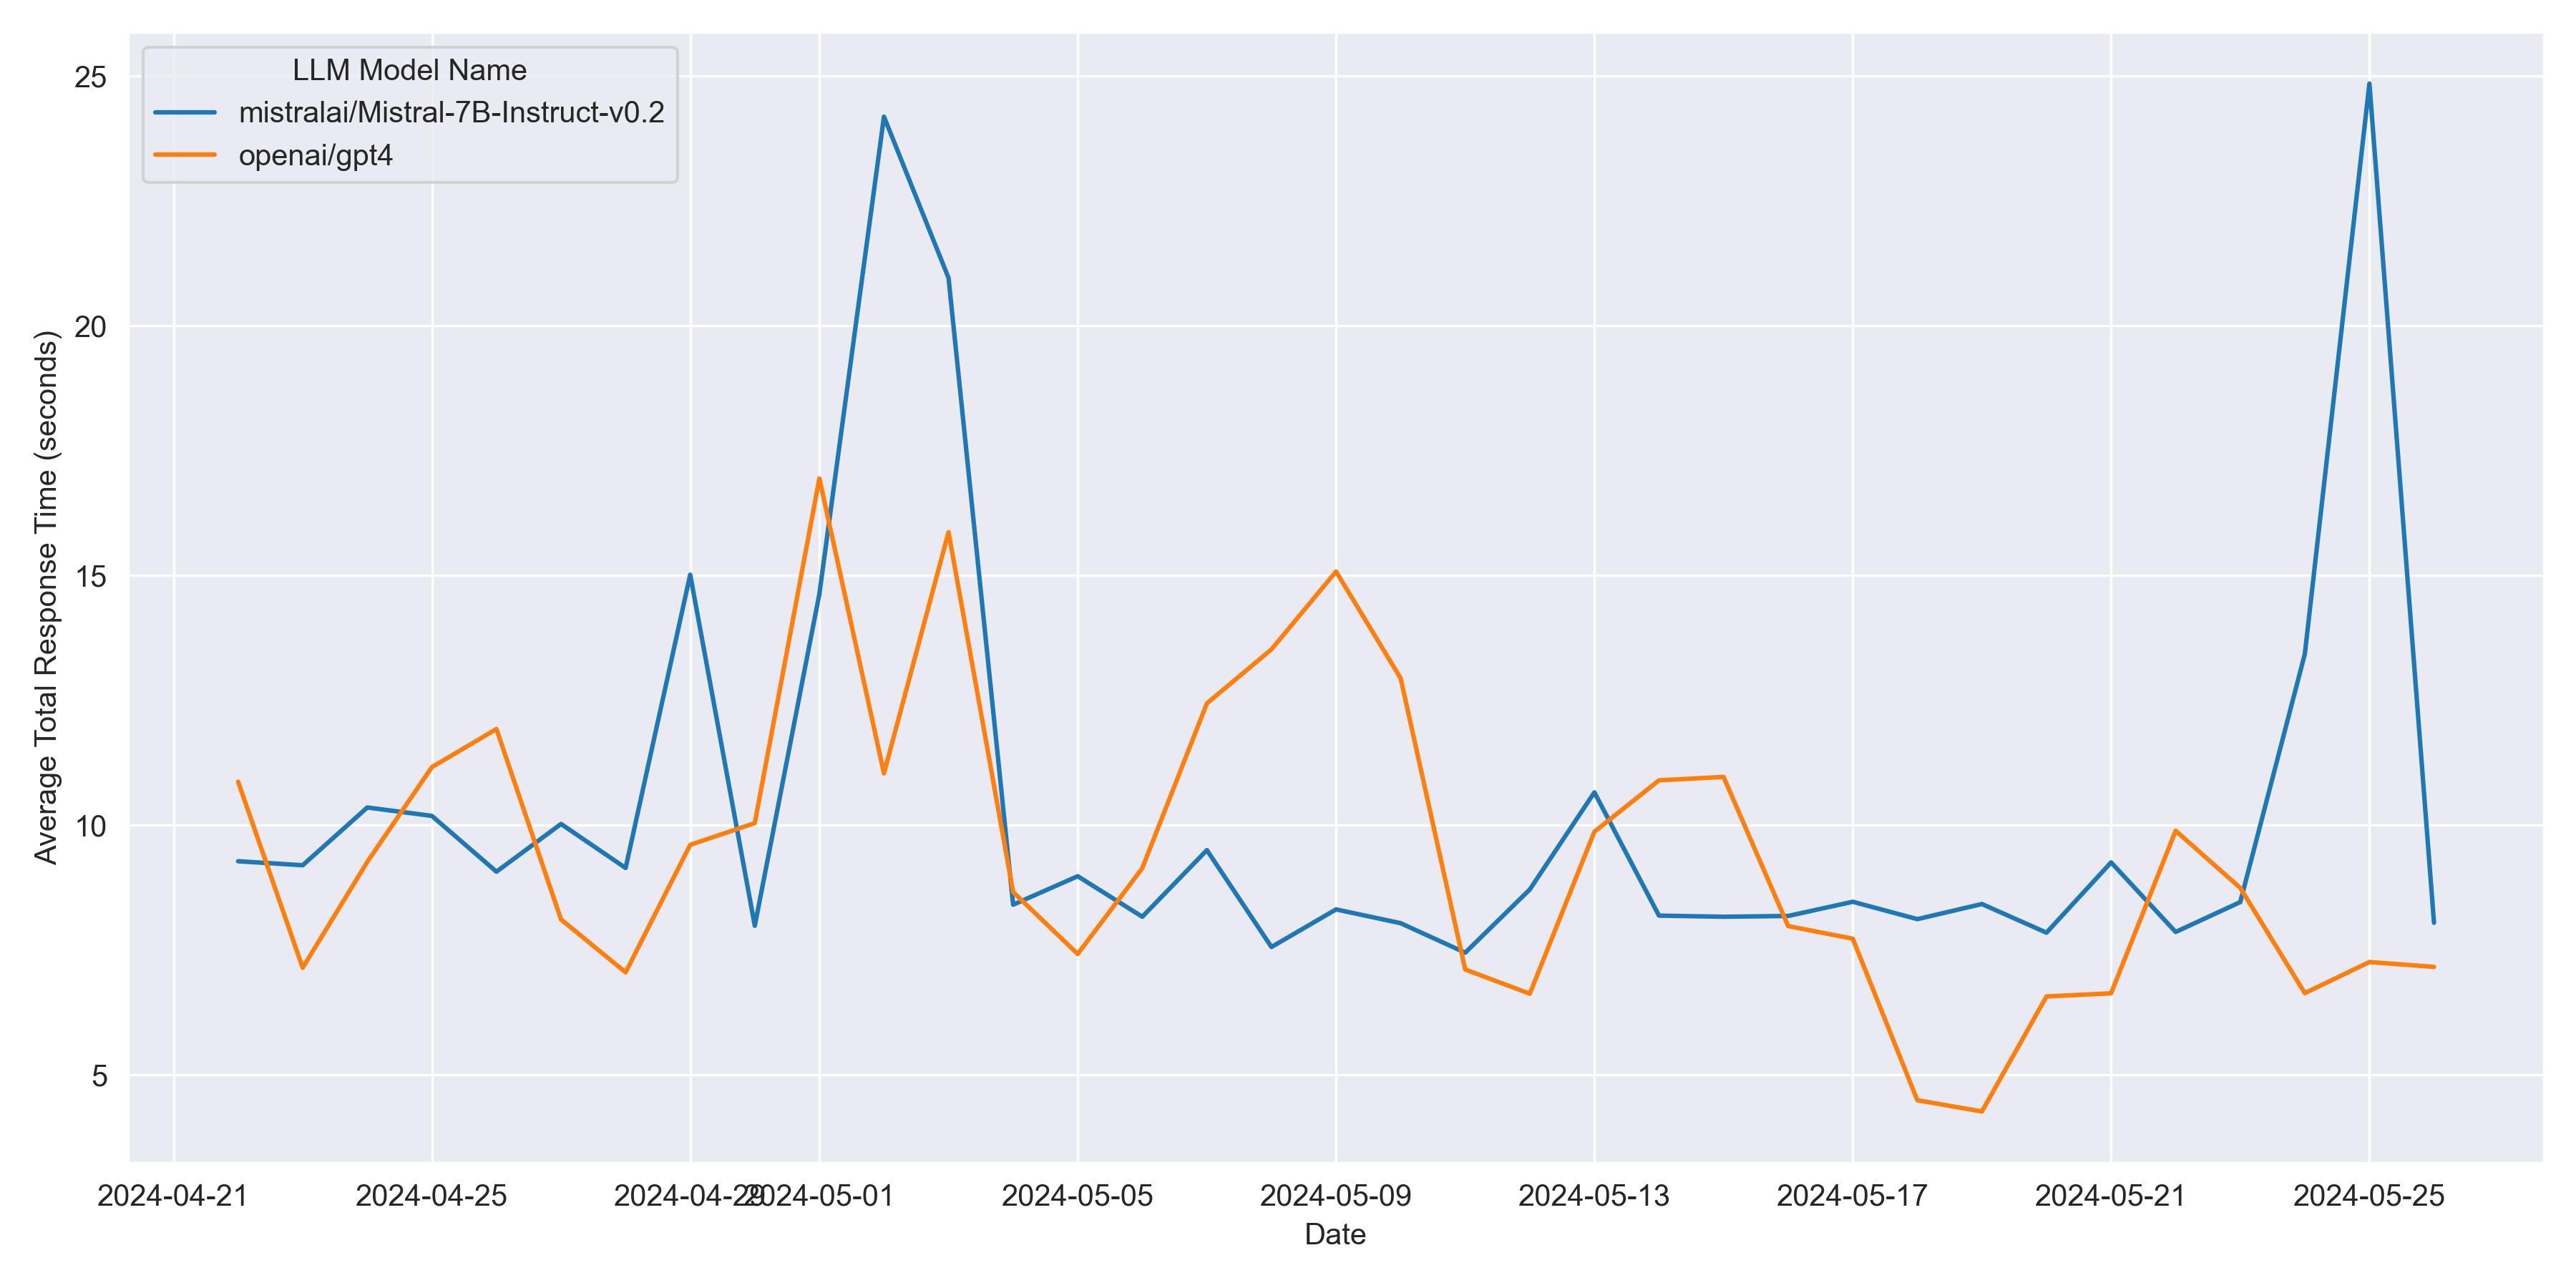 LLM Model Name
mistralai/Mistral-7B-Instruct-v0.2
openai/gpt4
Average Total Response Time (seconds)
25
20
15
10
5
2024-04-21 2024-04-25 2024-04-29 2024-05-01 2024-05-05 2024-05-09 2024-05-13 2024-05-17 2024-05-21 2024-05-25
Date